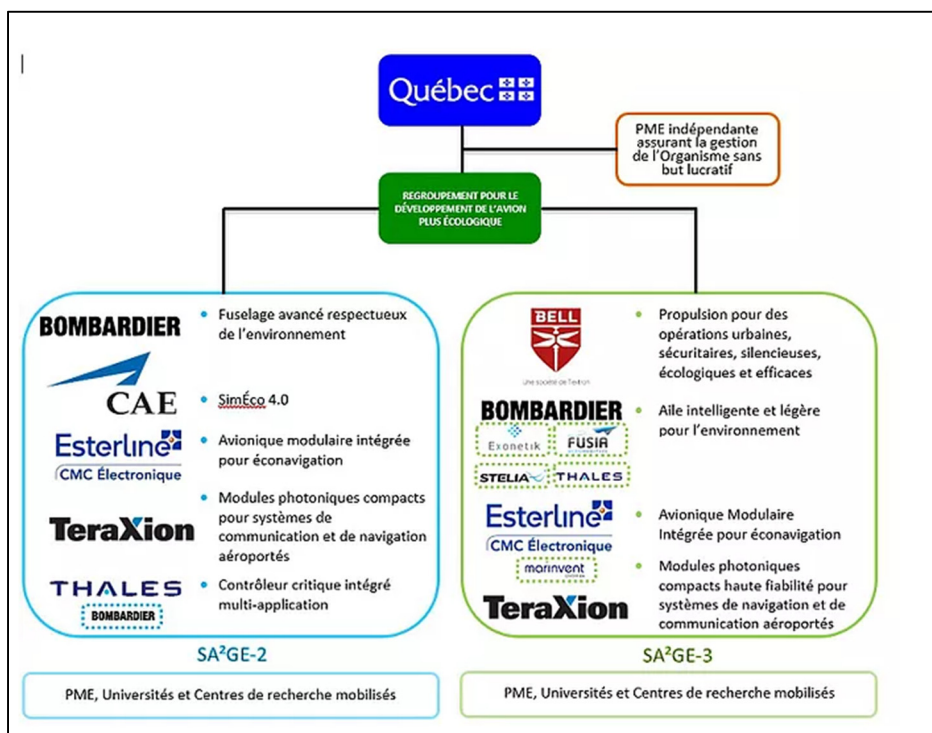 Québec
PME indépendante
assurant la gestion
de l'Organisme sans
but lucratif
REGROUPEMENT POUR LE
DÉVELOPPEMENT DE L'AVION
PLUS ÉCOLOGIQUE
BOMBARDIER
Fuselage avancé respectueux
de l'environnement
CAE
SimÉco 4.0
Esterline
CMC Électronique
Avionique modulaire intégrée
pour éconavigation
TeraXion
Modules photoniques compacts
pour systèmes de
communication et de navigation
aéroportés
THALES
BOMBARDIER
Contrôleur critique intégré
multi-application
SA²GE-2
PME, Universités et Centres de recherche mobilisés
BELL
Une société de Textron
Propulsion pour des
opérations urbaines,
sécuritaires, silencieuses,
écologiques et efficaces
BOMBARDIER
Exonetik
FUSIA
STELIA
THALES
Aile intelligente et légère
pour l'environnement
Esterline
CMC Électronique
marinvent
Avionique Modulaire
Intégrée pour éconavigation
TeraXion
Modules photoniques
compacts haute fiabilité pour
systèmes de navigation et de
communication aéroportés
SA²GE-3
PME, Universités et Centres de recherche mobilisés